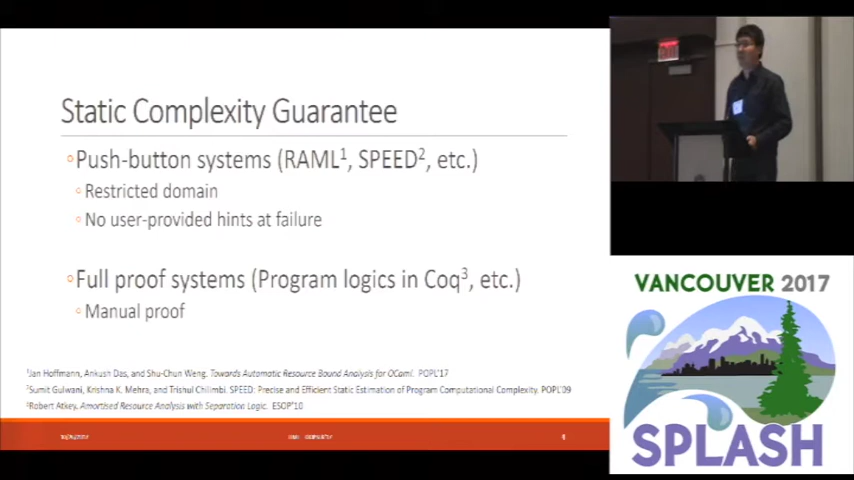 Static Complexity Guarantee
Push-button systems (RAML¹, SPEED², etc.)
Restricted domain
No user-provided hints at failure
Full proof systems (Program logics in Coq³, etc.)
Manual proof
¹Jan Hoffmann, Ankush Das, and Shu-Chun Weng. Towards Automatic Resource Bound Analysis for OCaml. POPL'17
²Sumit Gulwani, Krishna K. Mehra, and Trishul Chilimbi. SPEED: Precise and Efficient Static Estimation of Program Computational Complexity. POPL'09
Robert Atkey. Amortised Resource Analysis with Separation Logic. ESOP'10
4
EXIT
VANCOUVER 2017
SPLASH